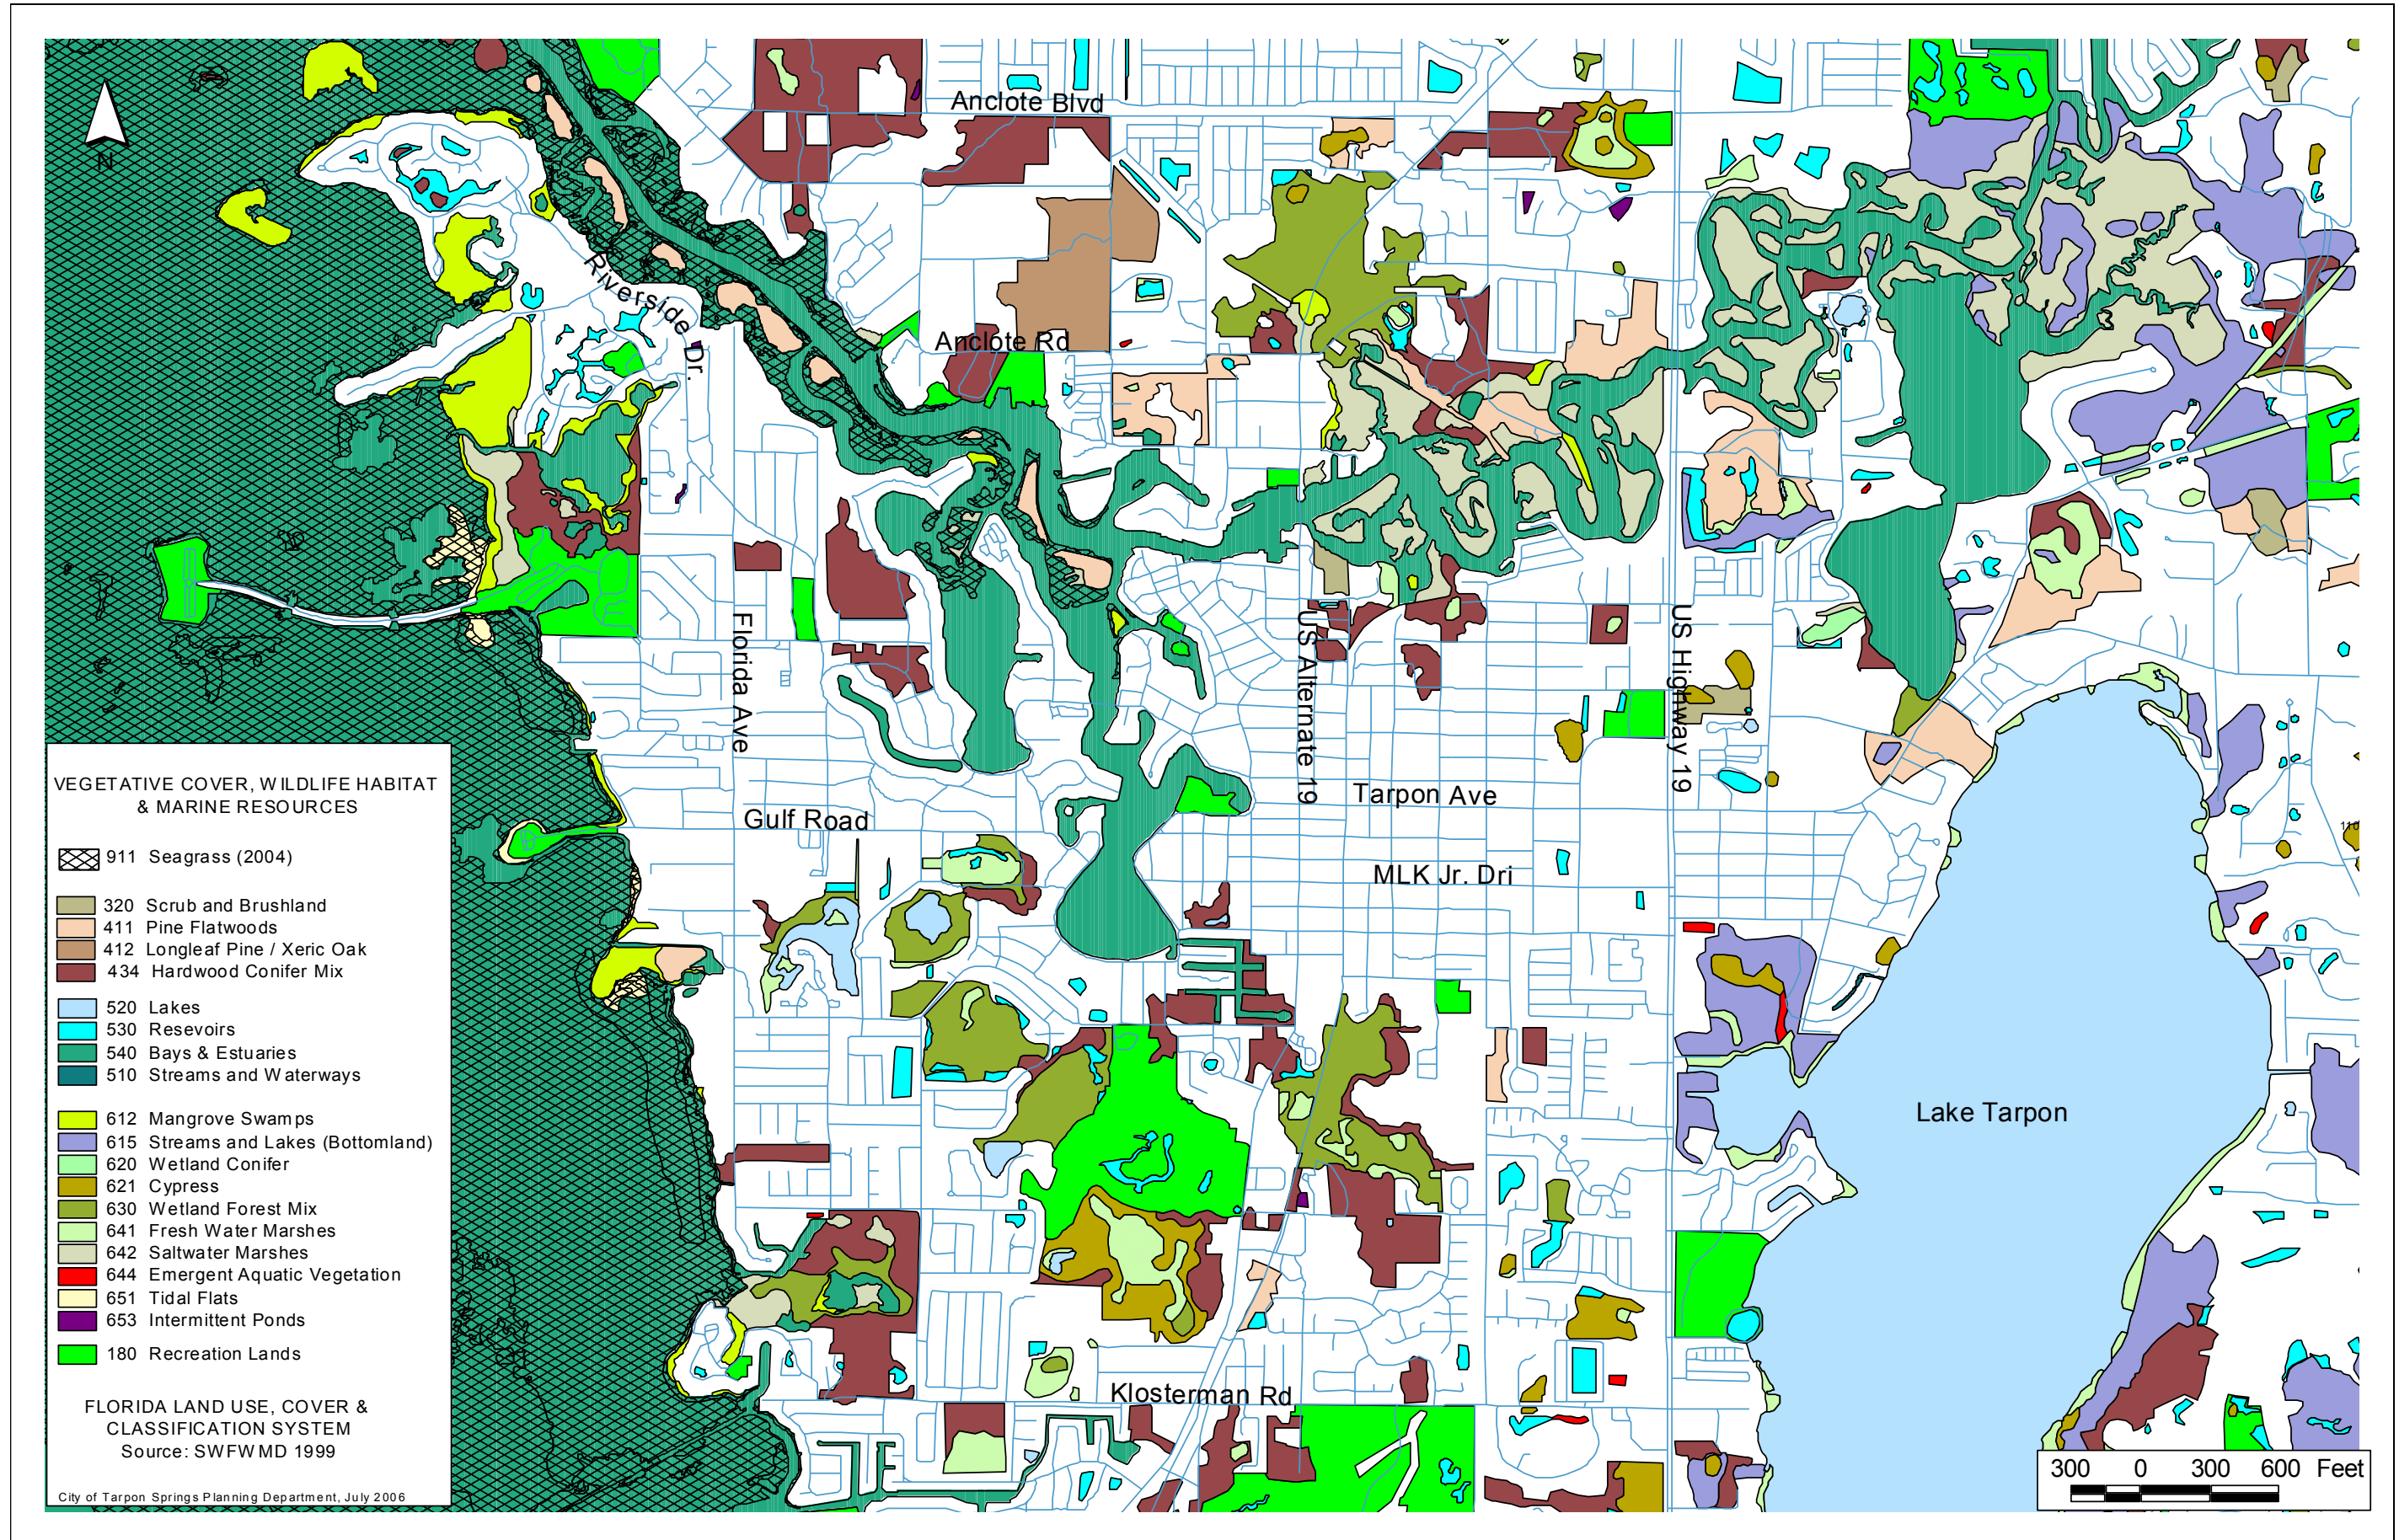 N
Anclote Blvd
Riverside Dr.
Anclote Rd
Florida Ave
US Alternate 19
US Highway 19
Tarpon Ave
Gulf Road
MLK Jr. Dri
Lake Tarpon
Klosterman Rd
110
VEGETATIVE COVER, WILDLIFE HABITAT
& MARINE RESOURCES
911 Seagrass (2004)
320 Scrub and Brushland
411 Pine Flatwoods
412 Longleaf Pine / Xeric Oak
434 Hardwood Conifer Mix
520 Lakes
530 Resevoirs
540 Bays & Estuaries
510 Streams and Waterways
612 Mangrove Swamps
615 Streams and Lakes (Bottomland)
620 Wetland Conifer
621 Cypress
630 Wetland Forest Mix
641 Fresh Water Marshes
642 Saltwater Marshes
644 Emergent Aquatic Vegetation
651 Tidal Flats
653 Intermittent Ponds
180 Recreation Lands
FLORIDA LAND USE, COVER &
CLASSIFICATION SYSTEM
Source: SWFWMD 1999
City of Tarpon Springs Planning Department, July 2006
300 0 300 600 Feet